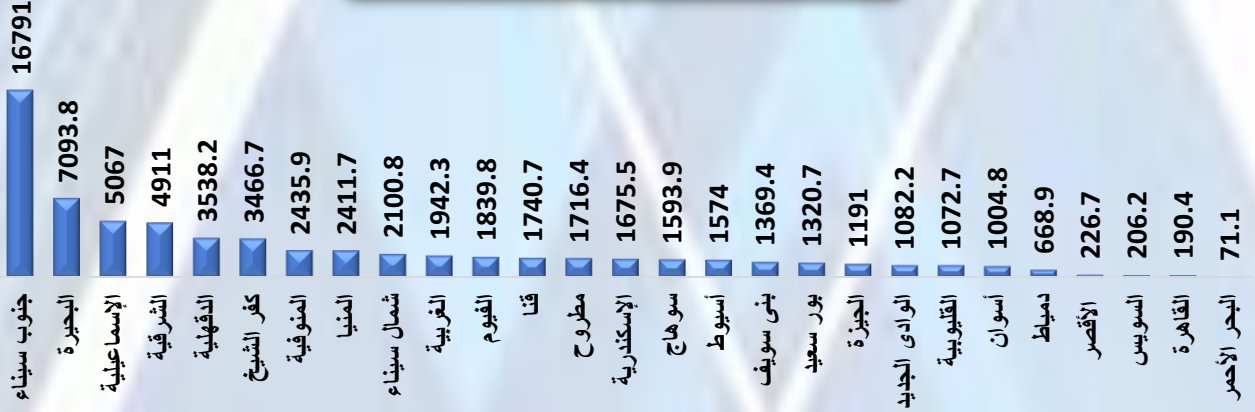 16791
7093.8
5067
4911
3538.2
3466.7
2435.9
2411.7
2100.8
1942.3
1839.8
1740.7
1716.4
1675.5
1593.9
1574
1369.4
1320.7
1191
1082.2
1072.7
1004.8
668.9
226.7
206.2
190.4
71.1
جنوب سيناء
البحيرة
الإسماعيلية
الشرقية
الدقهلية
كفر الشيخ
المنوفية
المنيا
شمال سيناء
الغربية
الفيوم
قنا
مطروح
الإسكندرية
سوهاج
أسيوط
بنى سويف
بور سعيد
الجيزة
الوادى الجديد
القليوبية
أسوان
دمياط
الأقصر
السويس
القاهرة
البحر الأحمر